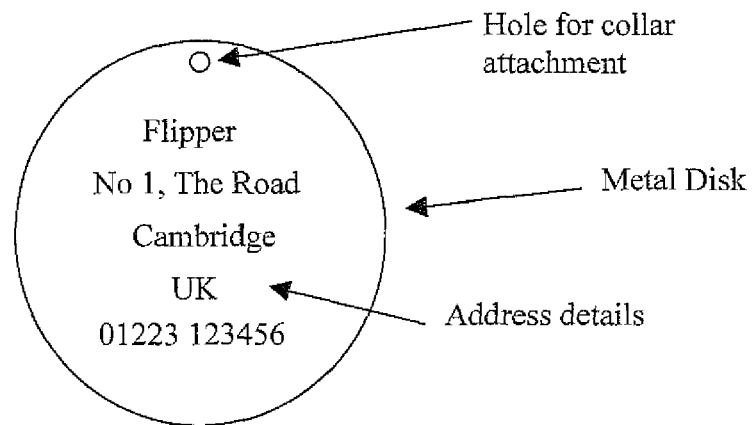 Hole for collar
attachment
Flipper
No 1, The Road
Metal Disk
Cambridge
UK
Address details
01223 123456